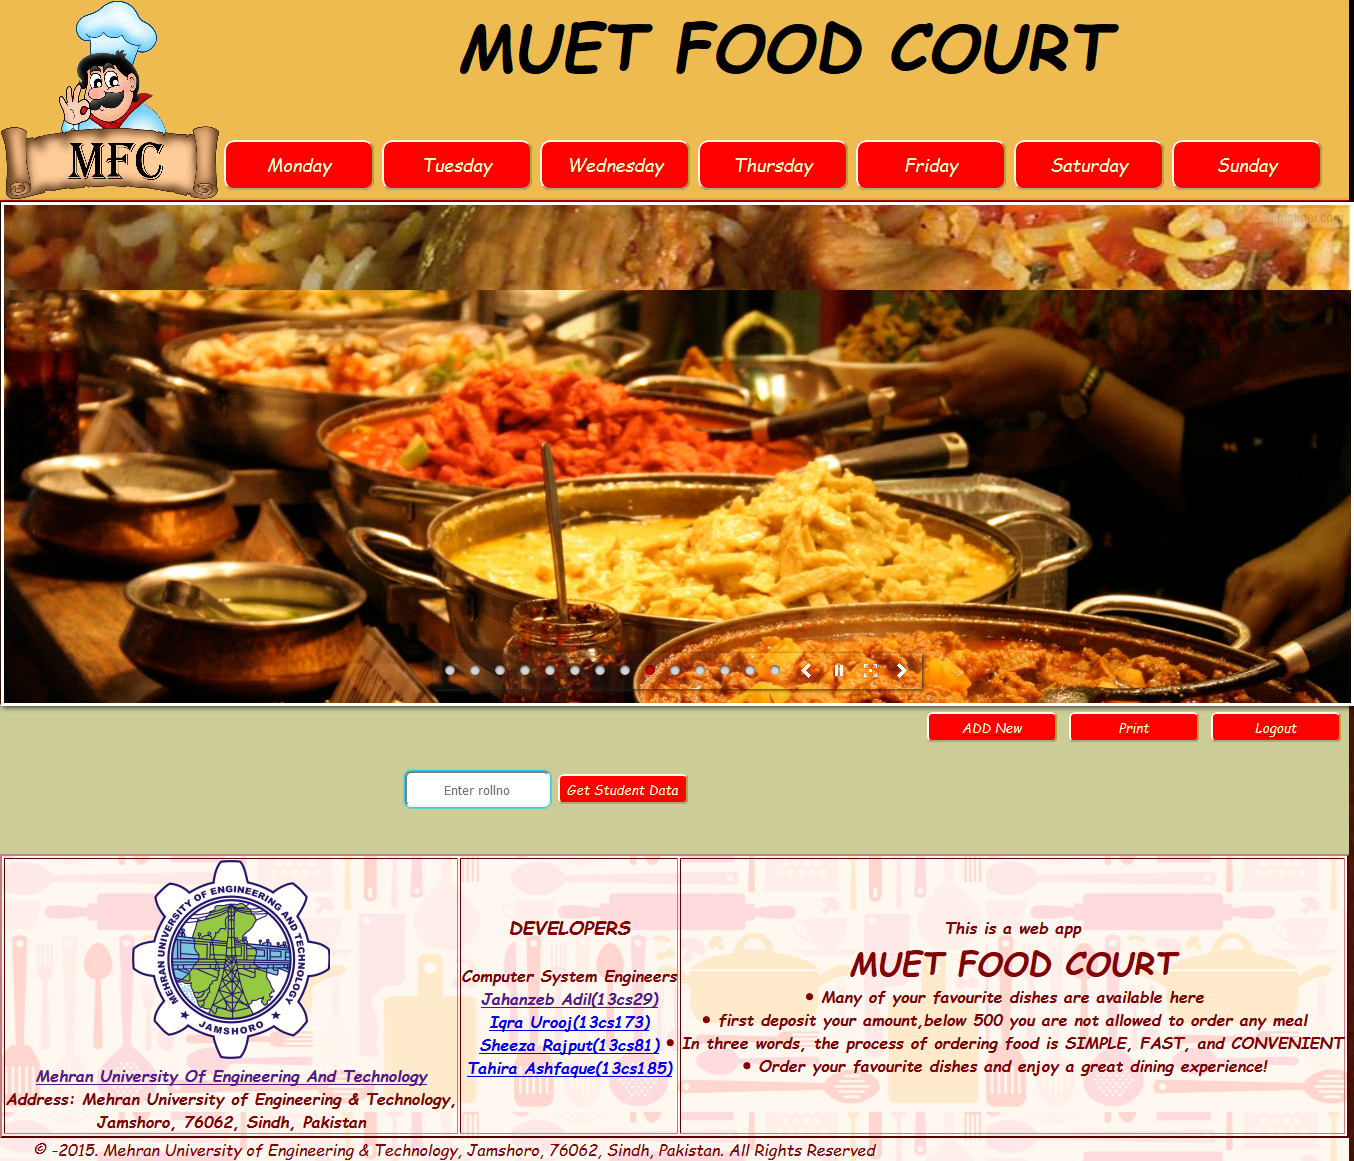 MUET FOOD COURT
MFC
Monday Tuesday Wednesday Thursday Friday Saturday Sunday
ADD New Print Logout
Enter rollno Get Student Data
MEHRAN UNIVERSITY OF ENGINEERING AND TECHNOLOGY
JAMSHORO
Mehran University Of Engineering And Technology
Address: Mehran University of Engineering & Technology,
Jamshoro, 76062, Sindh, Pakistan
DEVELOPERS
Computer System Engineers
Jahanzeb Adil(13cs29)
Iqra Urooj(13cs173)
Sheeza Rajput(13cs81)
Tahira Ashfaque(13cs185)
This is a web app
MUET FOOD COURT
• Many of your favourite dishes are available here
• first deposit your amount,below 500 you are not allowed to order any meal
• In three words, the process of ordering food is SIMPLE, FAST, and CONVENIENT
• Order your favourite dishes and enjoy a great dining experience!
© -2015. Mehran University of Engineering & Technology, Jamshoro, 76062, Sindh, Pakistan. All Rights Reserved